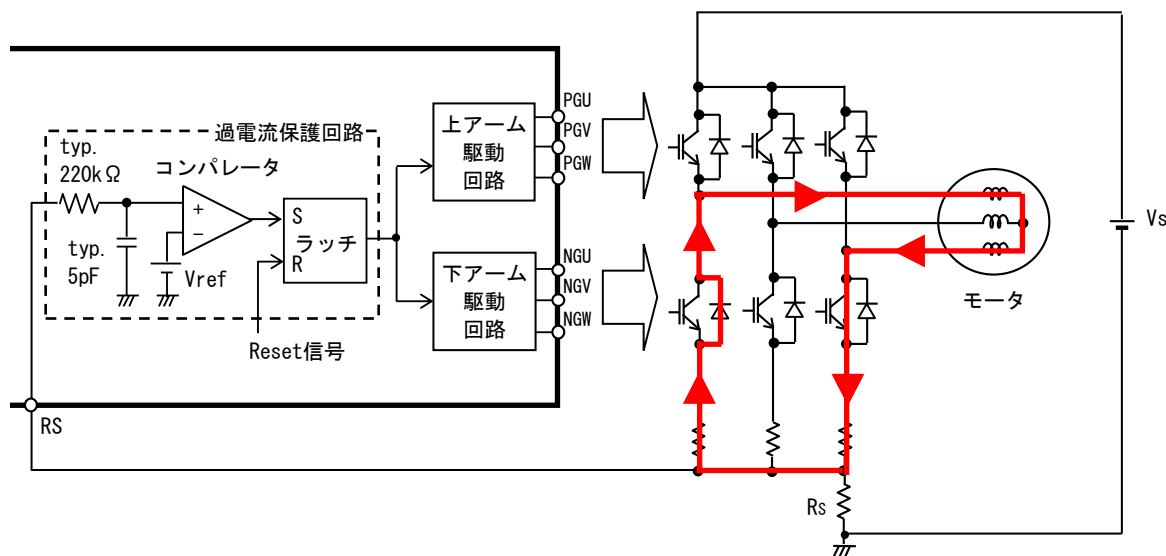 過電流保護回路
typ.
220kΩ
コンパレータ
+
−
typ.
5pF
Vref
S
ラッチ
R
Reset信号
上アーム
駆動
回路
PGU
PGV
PGW
下アーム
駆動
回路
NGU
NGV
NGW
RS
モータ
Vs
Rs